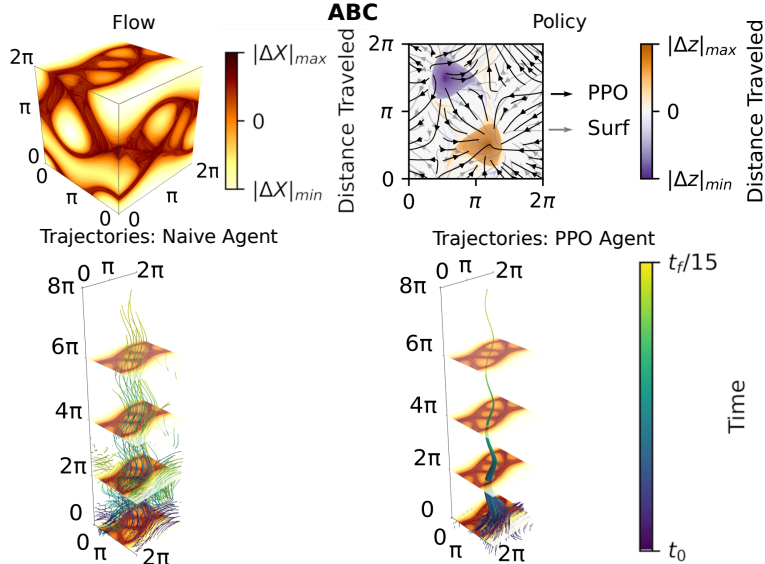 ABC
Flow
2π
π
0
0
π
0
0
π
2π
|ΔX|max
0
|ΔX|min
Distance Traveled
Policy
2π
π
0
0
π
2π
PPO
Surf
|Δz|max
0
|Δz|min
Distance Traveled
Trajectories: Naive Agent
0
π
2π
8π
6π
4π
2π
0
0
π
2π
Trajectories: PPO Agent
0
π
2π
8π
6π
4π
2π
0
0
π
2π
tf/15
t0
Time